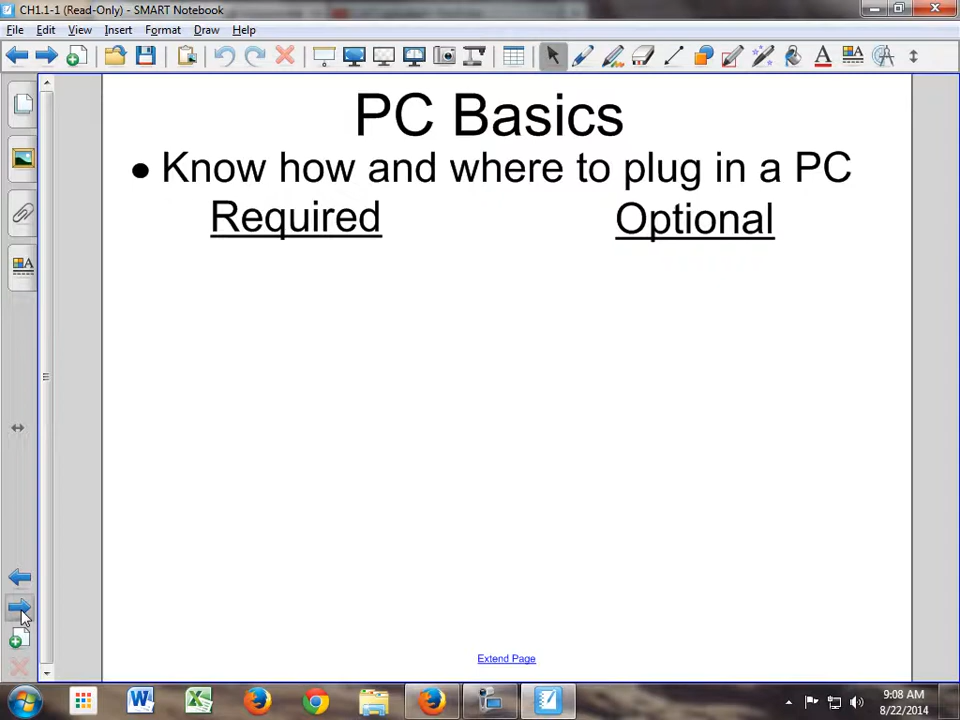 CH1.1-1 (Read-Only) - SMART Notebook
File Edit View Insert Format Draw Help
PC Basics
• Know how and where to plug in a PC
Required Optional
Extend Page
9:08 AM
8/22/2014